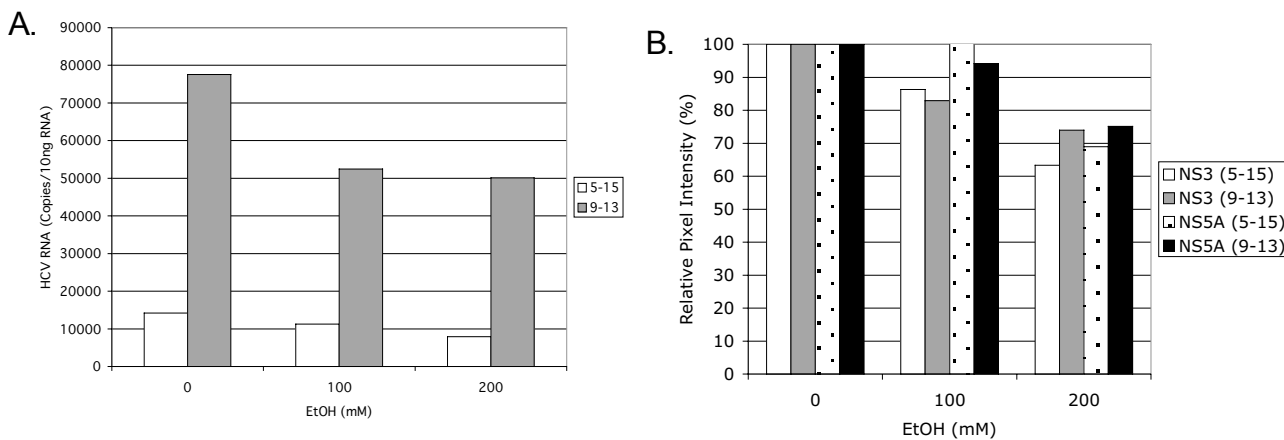 A.
90000
80000
70000
60000
50000
40000
30000
20000
10000
0
HCV RNA (Copies/10ng RNA)
0 100 200
EtOH (mM)
5-15
9-13
B.
100
90
80
70
60
50
40
30
20
10
0
Relative Pixel Intensity (%)
0 100 200
EtOH (mM)
NS3 (5-15)
NS3 (9-13)
NS5A (5-15)
NS5A (9-13)